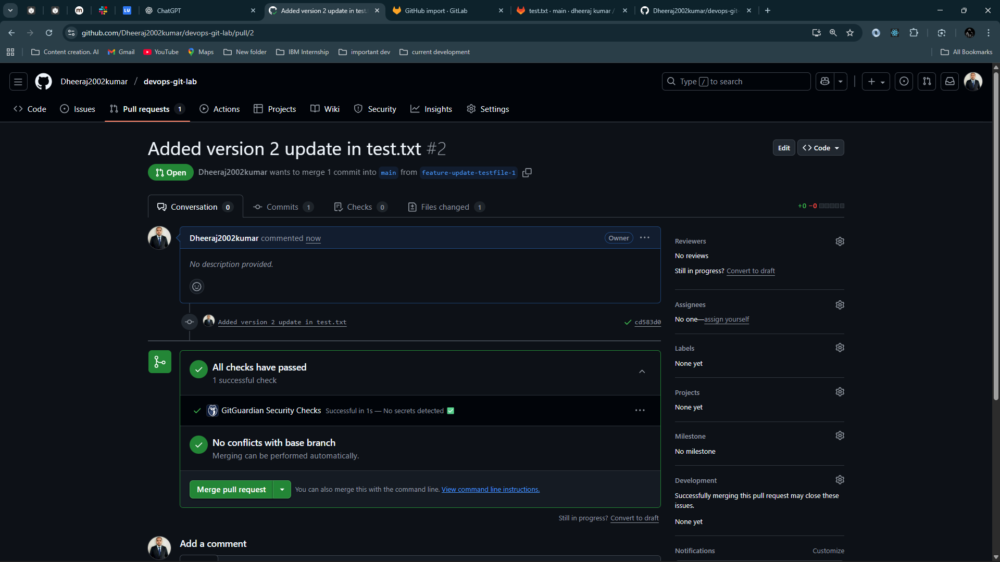 ChatGPT
Added version 2 update in test.
GitHub import · GitLab
test.txt · main · dheeraj kumar /
Dheeraj2002kumar/devops-git-
LU
github.com/Dheeraj2002kumar/devops-git-lab/pull/2
Content creation. AI
Gmail
YouTube
Maps
New folder
IBM Internship
important dev
current development
All Bookmarks
Dheeraj2002kumar / devops-git-lab
Type / to search
Code
Issues
Pull requests 1
Actions
Projects
Wiki
Security
Insights
Settings
Added version 2 update in test.txt #2
Edit
Code
Open
Dheeraj2002kumar wants to merge 1 commit into main from feature-update-testfile-1
Conversation 0
Commits 1
Checks 0
Files changed 1
+0 −0
Dheeraj2002kumar commented now
Owner
No description provided.
Added version 2 update in test.txt
cd583d0
All checks have passed
1 successful check
GitGuardian Security Checks Successful in 1s — No secrets detected ✅
No conflicts with base branch
Merging can be performed automatically.
Merge pull request
You can also merge this with the command line. View command line instructions.
Still in progress? Convert to draft
Add a comment
Reviewers
No reviews
Still in progress? Convert to draft
Assignees
No one—assign yourself
Labels
None yet
Projects
None yet
Milestone
No milestone
Development
Successfully merging this pull request may close these
issues.
None yet
Notifications
Customize